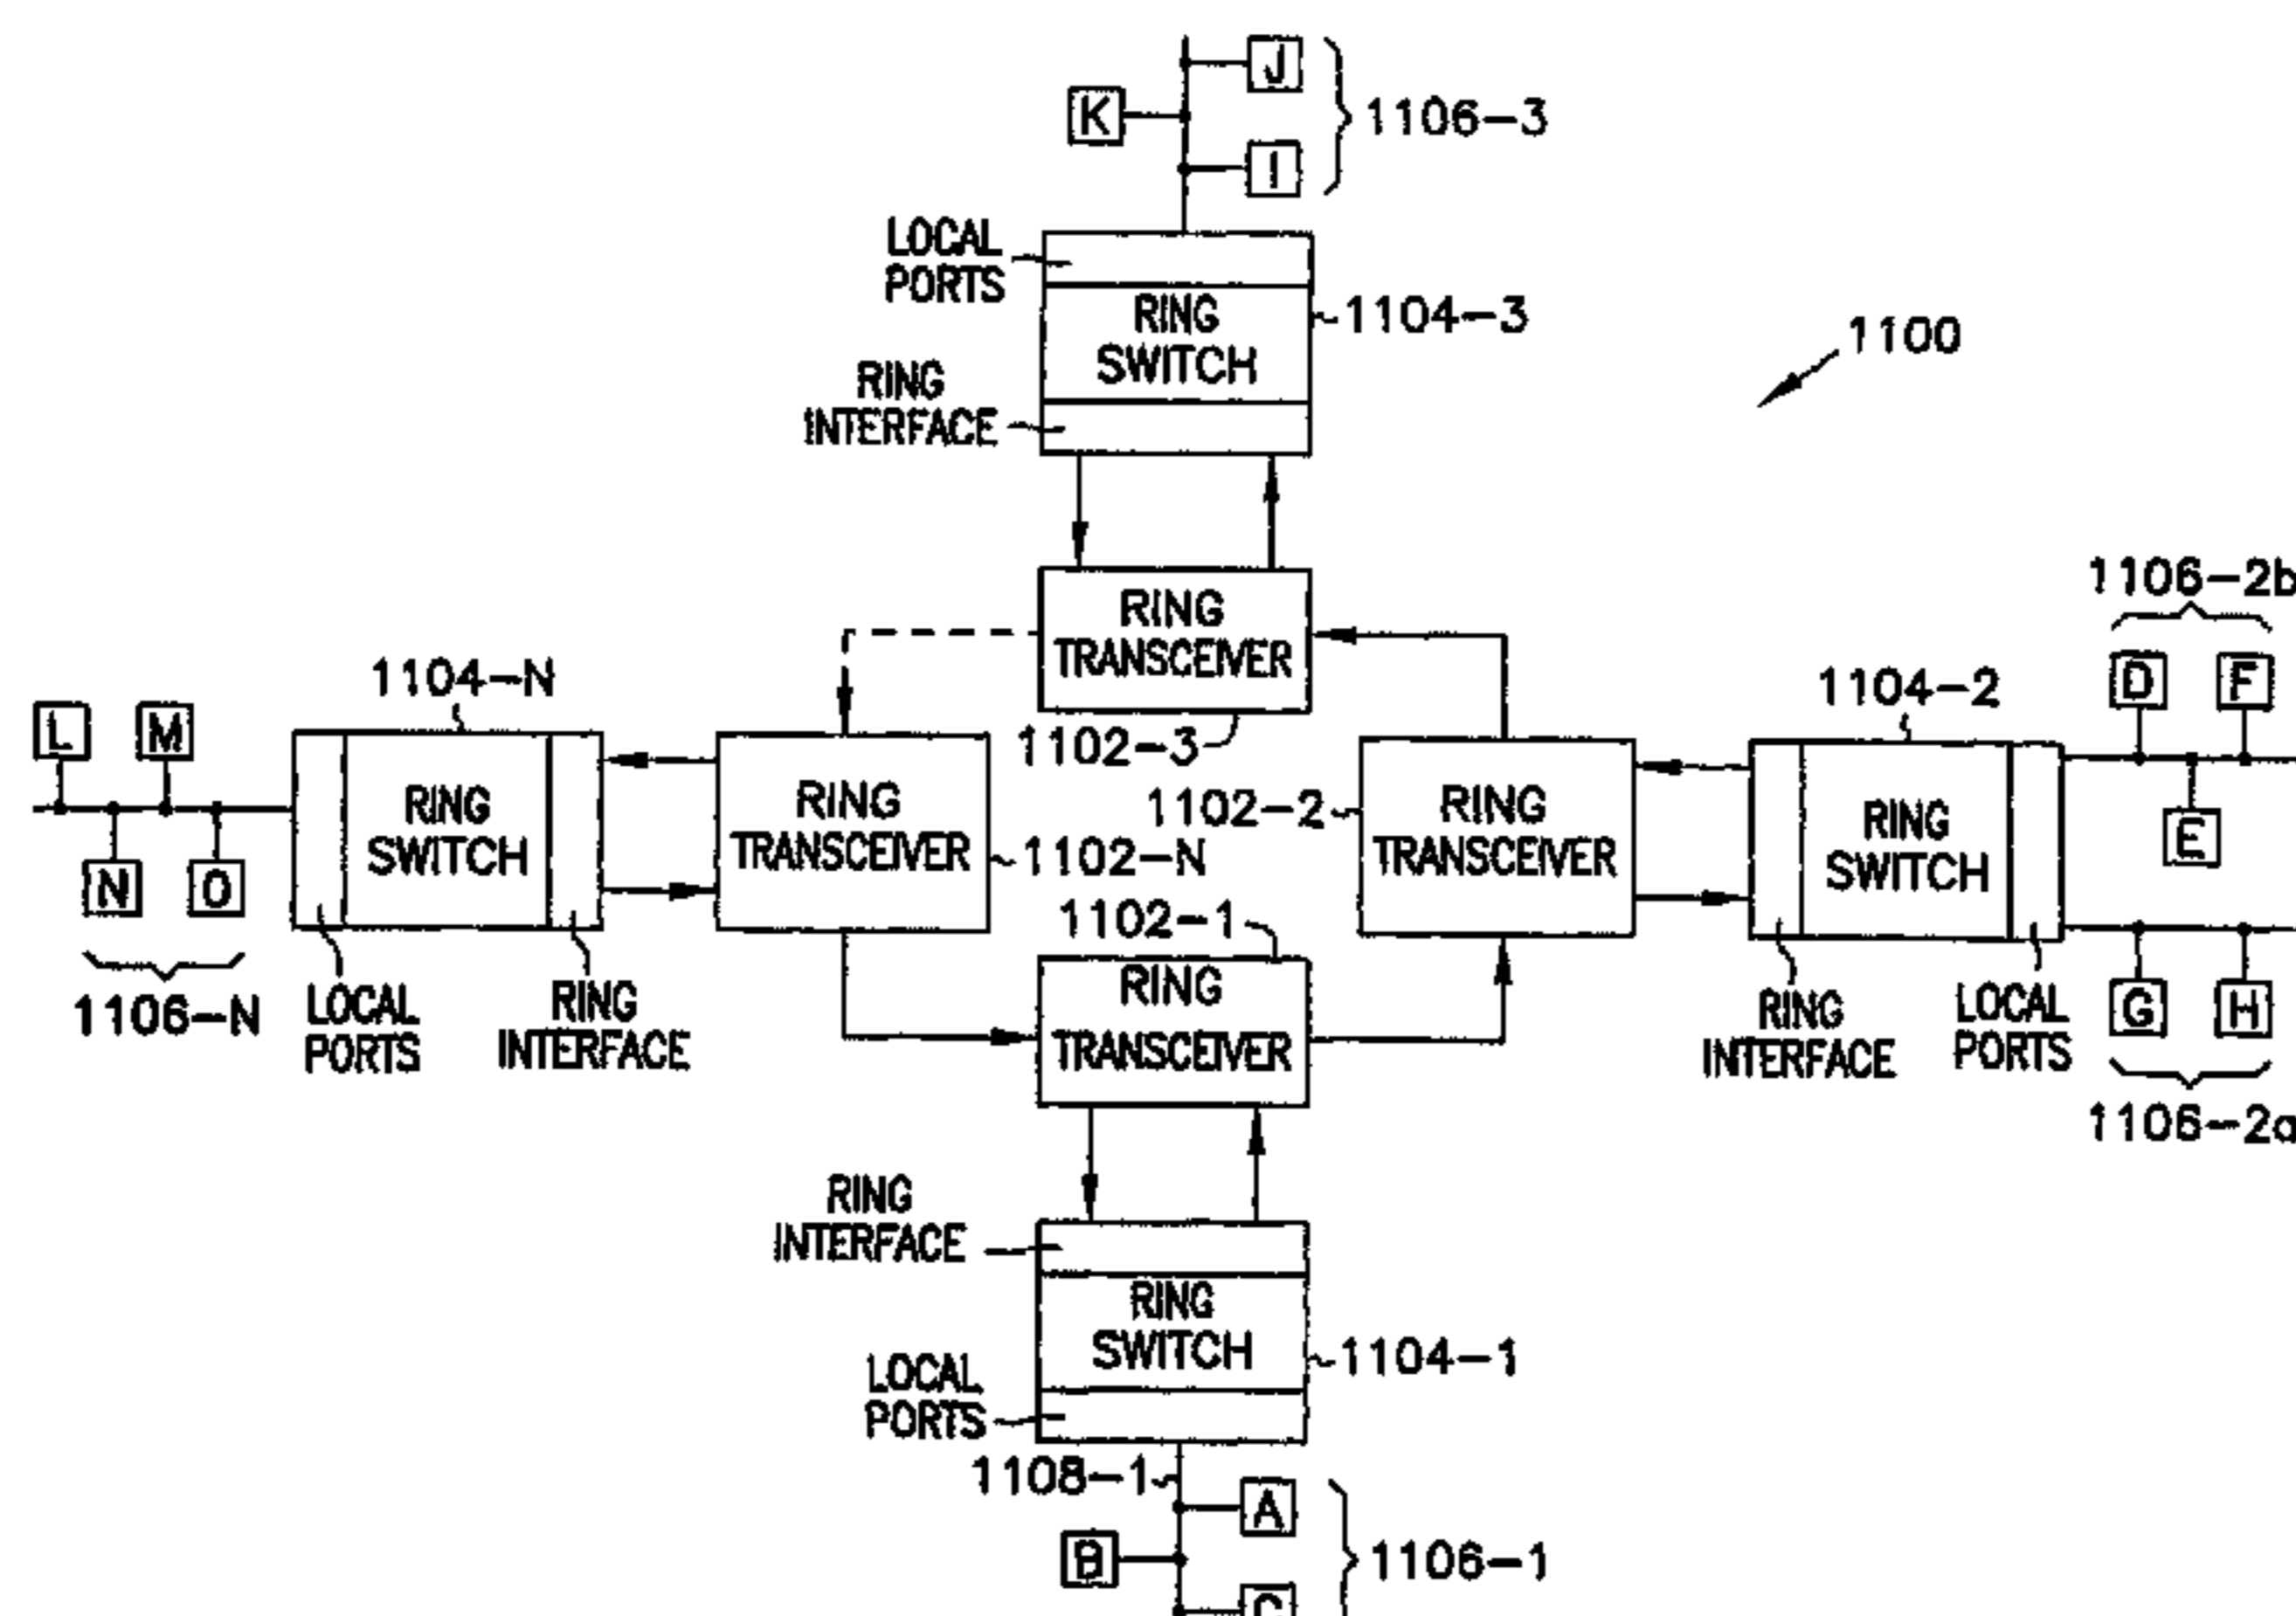 J
K
1106-3
I
LOCAL
PORTS
RING
SWITCH
1104-3
1100
RING
INTERFACE
1106-2b
RING
TRANSCEIVER
1104-N
1104-2
D
F
L
M
1102-3
RING
SWITCH
RING
TRANSCEIVER
1102-2
RING
TRANSCEIVER
RING
SWITCH
E
1102-N
N
O
1102-1
1106-N
LOCAL
PORTS
RING
INTERFACE
RING
TRANSCEIVER
RING
INTERFACE
LOCAL
PORTS
G
H
1106-2a
RING
INTERFACE
RING
SWITCH
1104-1
LOCAL
PORTS
1108-1
A
B
1106-1